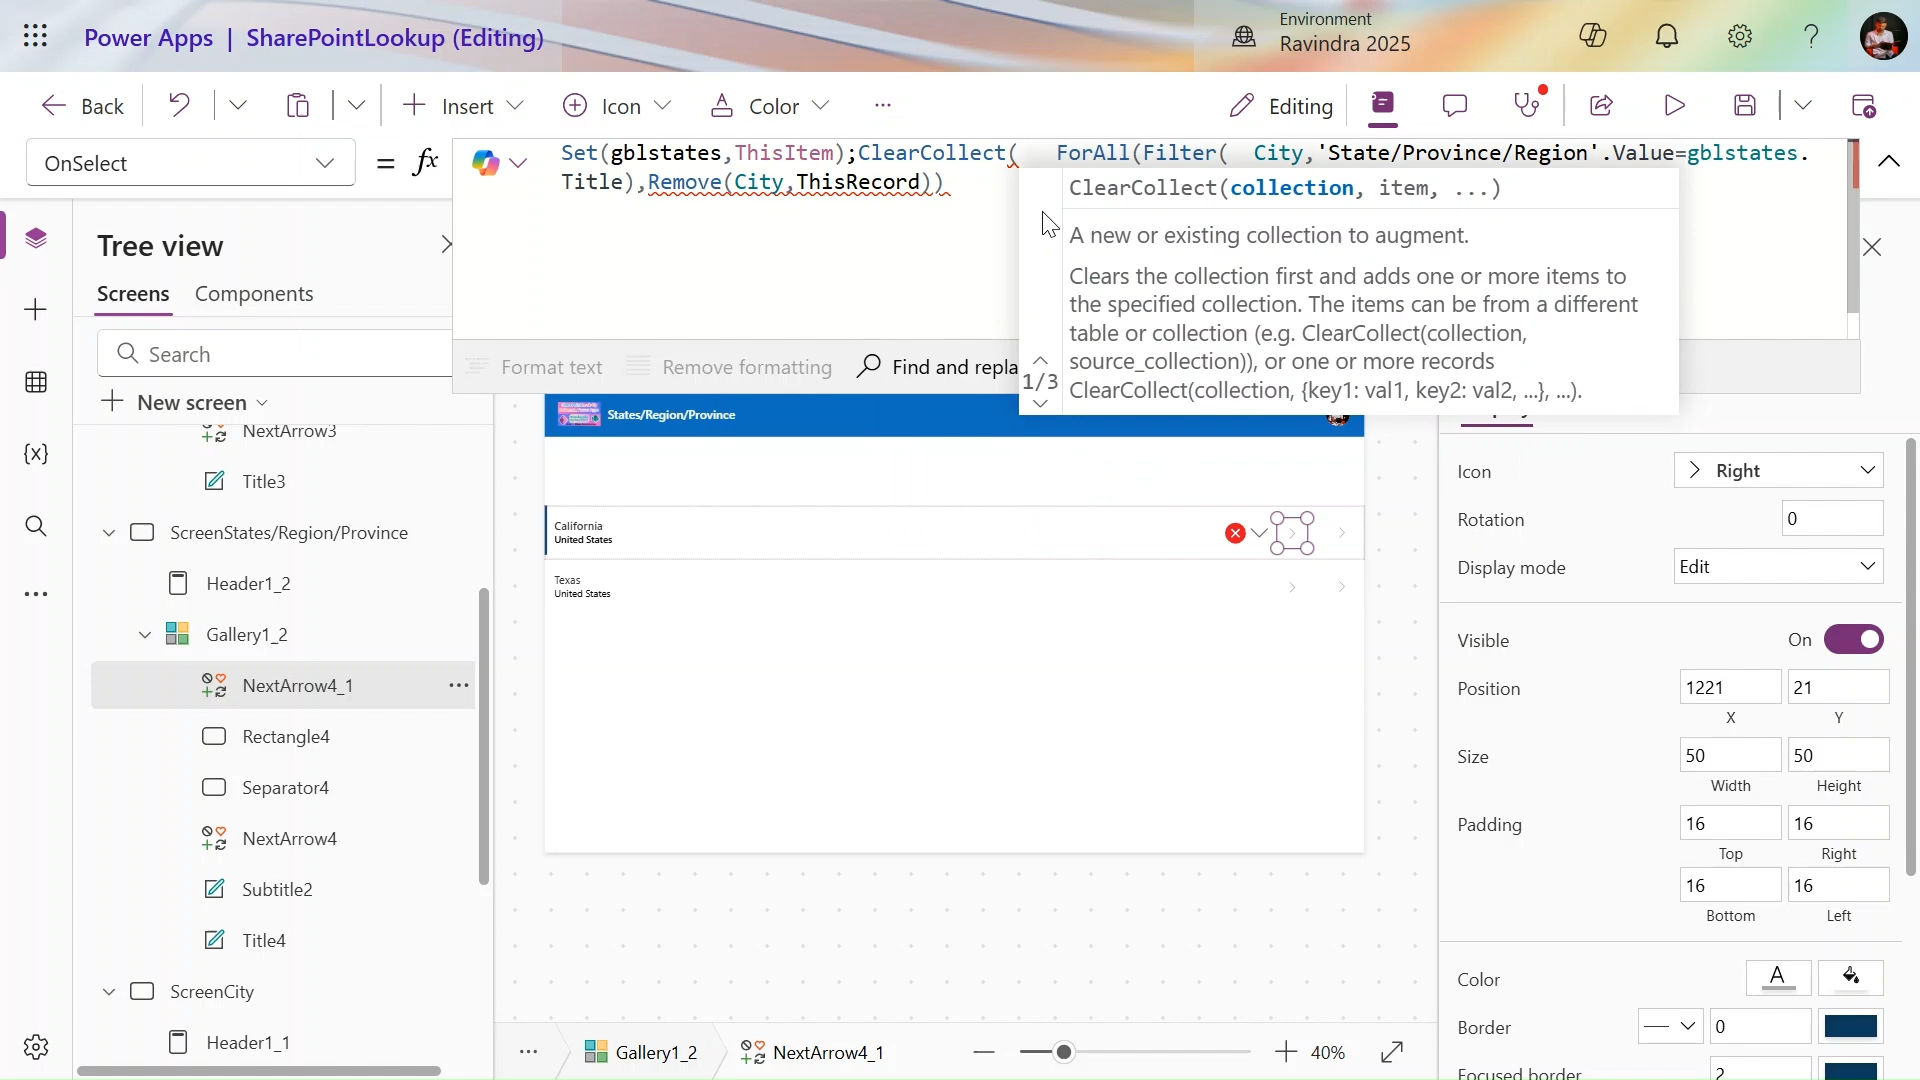 Power Apps | SharePointLookup (Editing)
Environment
Ravindra 2025
Back
Insert
Icon
Color
Editing
OnSelect
= fx
Set(gblstates,ThisItem);ClearCollect( ForAll(Filter( City,'State/Province/Region'.Value=gblstates.
Title),Remove(City,ThisRecord))
ClearCollect(collection, item, ...)
A new or existing collection to augment.
Clears the collection first and adds one or more items to
the specified collection. The items can be from a different
table or collection (e.g. ClearCollect(collection,
source_collection)), or one or more records
ClearCollect(collection, {key1: val1, key2: val2, ...}, ...).
1/3
Format text
Remove formatting
Find and repla
Tree view
Screens
Components
Search
New screen
NextArrow3
Title3
ScreenStates/Region/Province
Header1_2
Gallery1_2
NextArrow4_1
Rectangle4
Separator4
NextArrow4
Subtitle2
Title4
ScreenCity
Header1_1
States/Region/Province
California
United States
Texas
United States
Icon
Right
Rotation
0
Display mode
Edit
Visible
On
Position
1221
21
X
Y
Size
50
50
Width
Height
Padding
16
16
Top
Right
16
16
Bottom
Left
Color
Border
0
Focused border
2
Gallery1_2
NextArrow4_1
40%